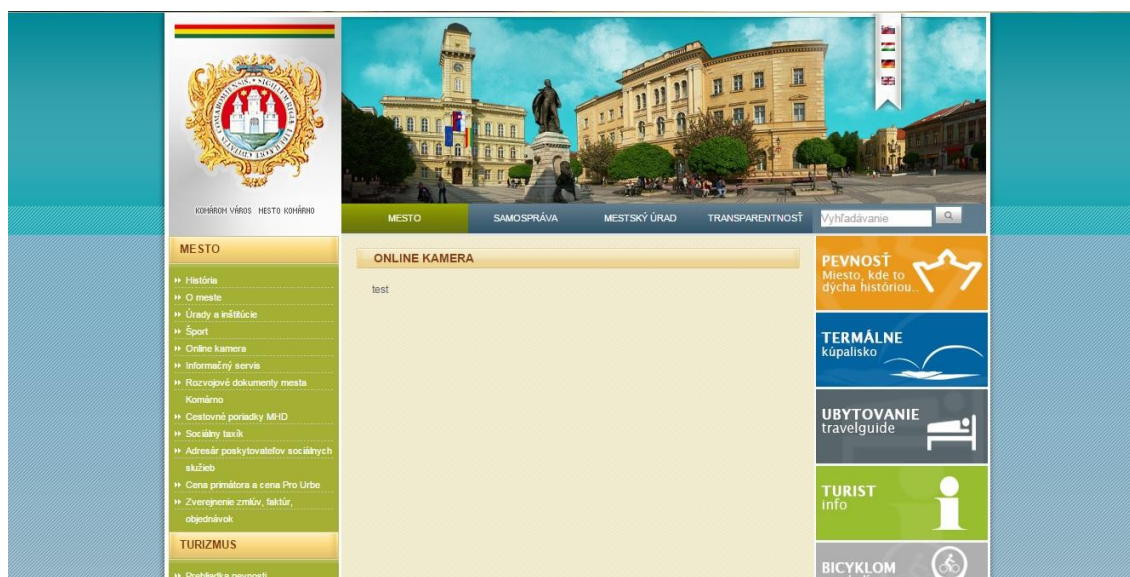 KOMÁROM VÁROS MESTO KOMÁRNO
MESTO
SAMOSPRÁVA
MESTSKÝ ÚRAD
TRANSPARENTNOSŤ
Vyhľadávanie
MESTO
História
O meste
Úrady a inštitúcie
Šport
Online kamera
Informačný servis
Rozvojové dokumenty mesta
Komárno
Cestovné poriadky MHD
Sociálny taxík
Adresár poskytovateľov sociálnych
služieb
Cena primátora a cena Pro Urbe
Zverejnenie zmlúv, faktúr,
objednávok
TURIZMUS
Prehliadka pevnosti
ONLINE KAMERA
test
PEVNOSŤ
Miesto, kde to
dýcha históriou..
TERMÁLNE
kúpalisko
UBYTOVANIE
travelguide
TURIST
info
BICYKLOM